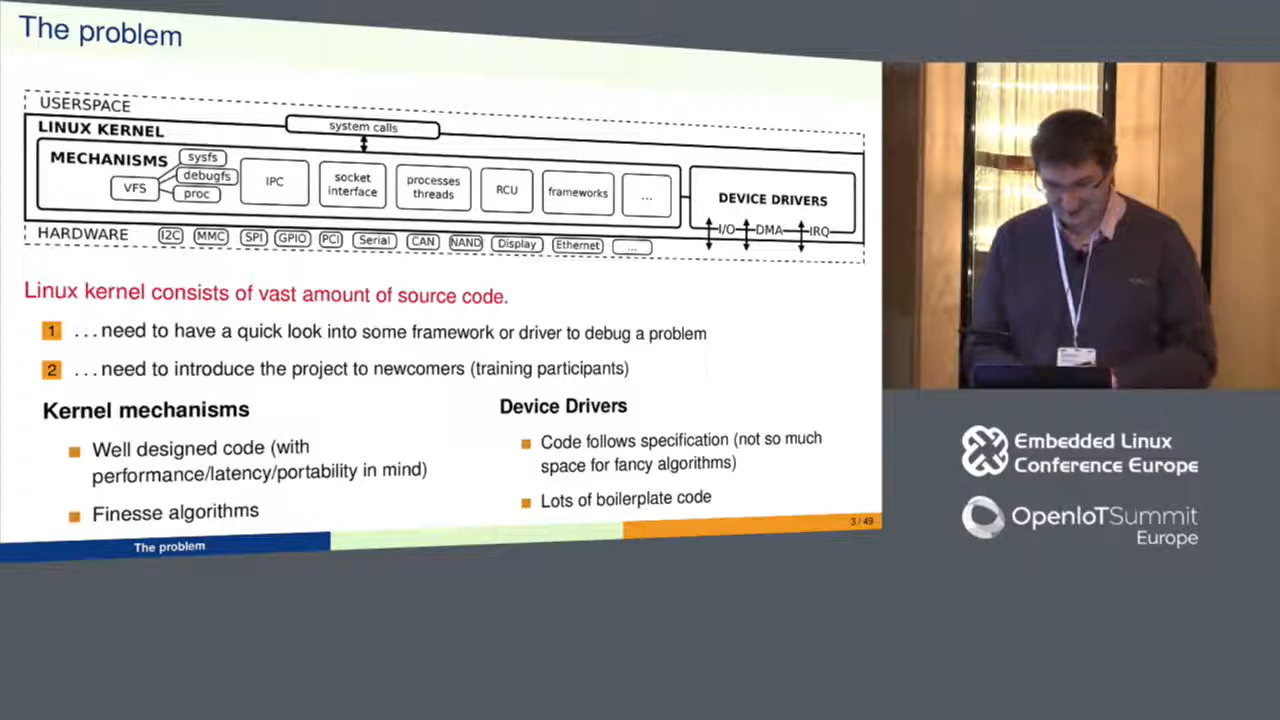 The problem
USERSPACE
LINUX KERNEL
system calls
MECHANISMS
VFS
sysfs
debugfs
proc
IPC
socket
interface
processes
threads
RCU
frameworks
...
DEVICE DRIVERS
I/O
DMA
IRQ
HARDWARE
I2C
MMC
SPI
GPIO
PCI
Serial
CAN
NAND
Display
Ethernet
...
Linux kernel consists of vast amount of source code.
1 ...need to have a quick look into some framework or driver to debug a problem
2 ...need to introduce the project to newcomers (training participants)
Kernel mechanisms
Well designed code (with
performance/latency/portability in mind)
Finesse algorithms
Device Drivers
Code follows specification (not so much
space for fancy algorithms)
Lots of boilerplate code
3 / 49
The problem
Embedded Linux
Conference Europe
OpenIoTSummit
Europe